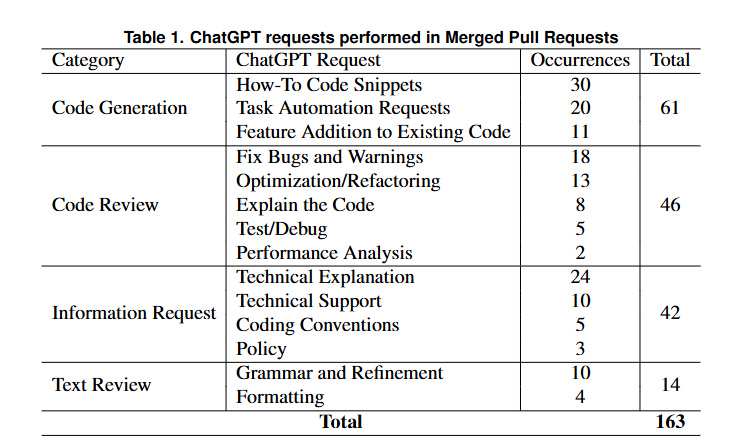 Table 1. ChatGPT requests performed in Merged Pull Requests
Category ChatGPT Request Occurrences Total
How-To Code Snippets 30
Code Generation Task Automation Requests 20 61
Feature Addition to Existing Code 11
Fix Bugs and Warnings 18
Optimization/Refactoring 13
Code Review Explain the Code 8 46
Test/Debug 5
Performance Analysis 2
Technical Explanation 24
Technical Support 10
Information Request 42
Coding Conventions 5
Policy 3
Grammar and Refinement 10
Text Review 14
Formatting 4
Total 163